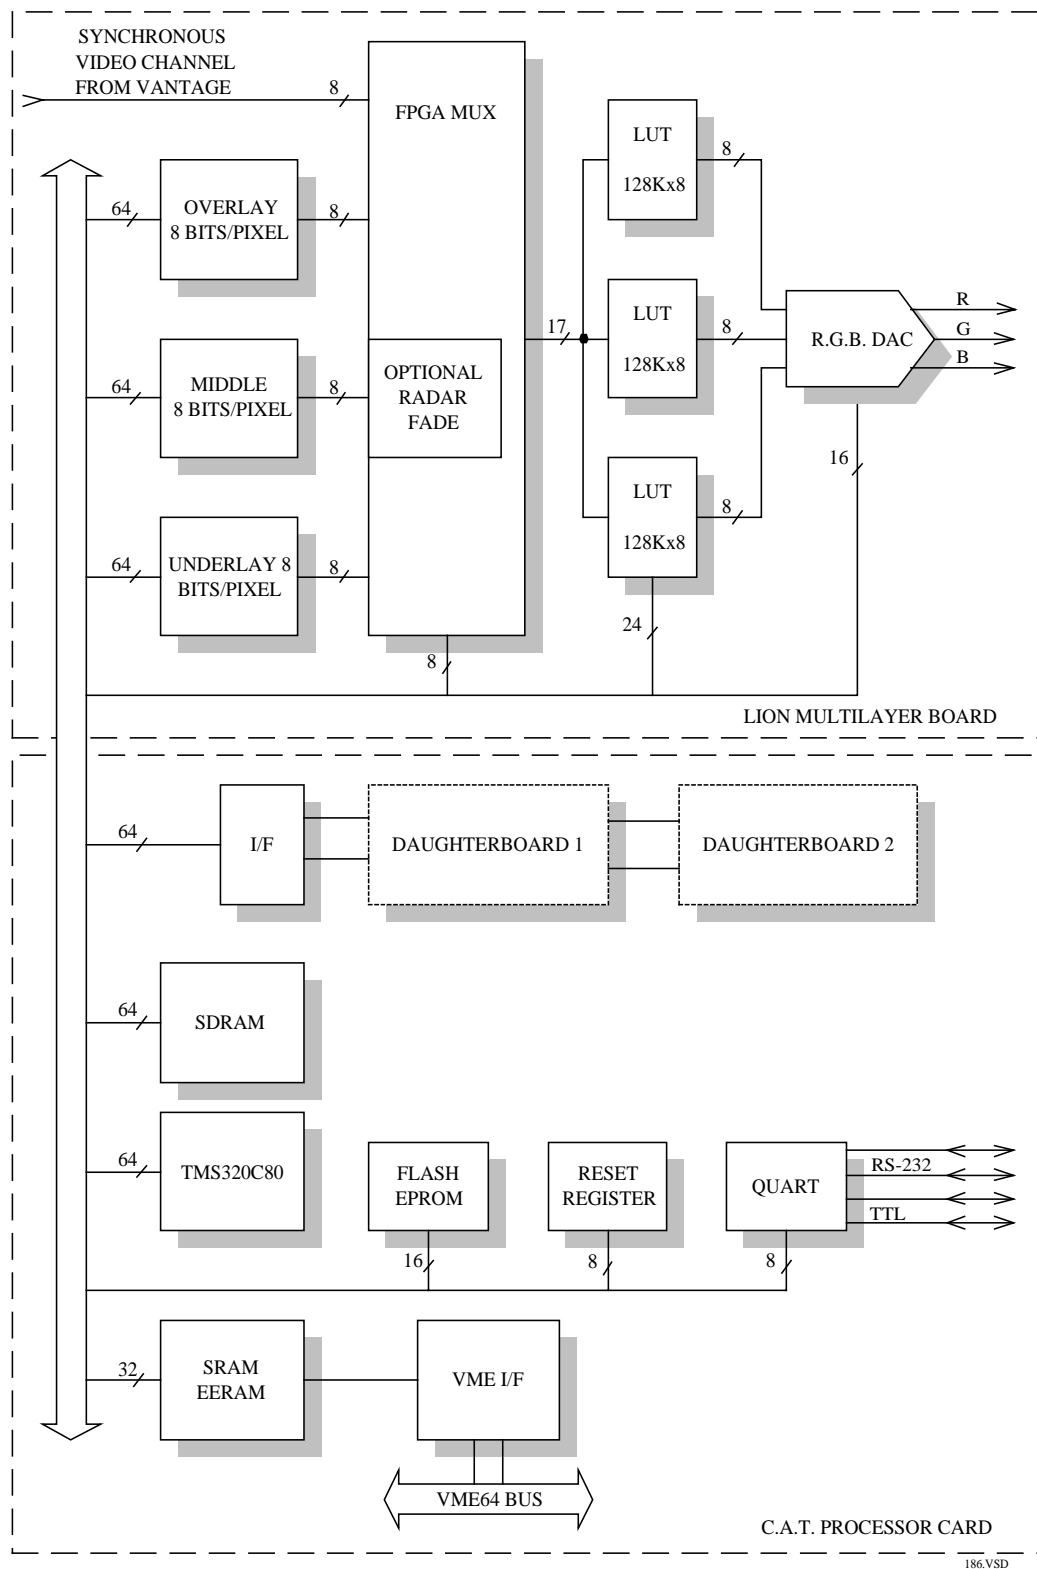 SYNCHRONOUS
VIDEO CHANNEL
FROM VANTAGE
8
FPGA MUX
LUT
128Kx8
8
64
OVERLAY
8 BITS/PIXEL
8
17
LUT
128Kx8
8
R.G.B. DAC
R
G
B
64
MIDDLE
8 BITS/PIXEL
8
OPTIONAL
RADAR
FADE
LUT
128Kx8
8
16
64
UNDERLAY 8
BITS/PIXEL
8
8
24
LION MULTILAYER BOARD
64
I/F
DAUGHTERBOARD 1
DAUGHTERBOARD 2
64
SDRAM
64
TMS320C80
FLASH
EPROM
16
RESET
REGISTER
8
QUART
8
RS-232
TTL
32
SRAM
EERAM
VME I/F
VME64 BUS
C.A.T. PROCESSOR CARD
186.VSD